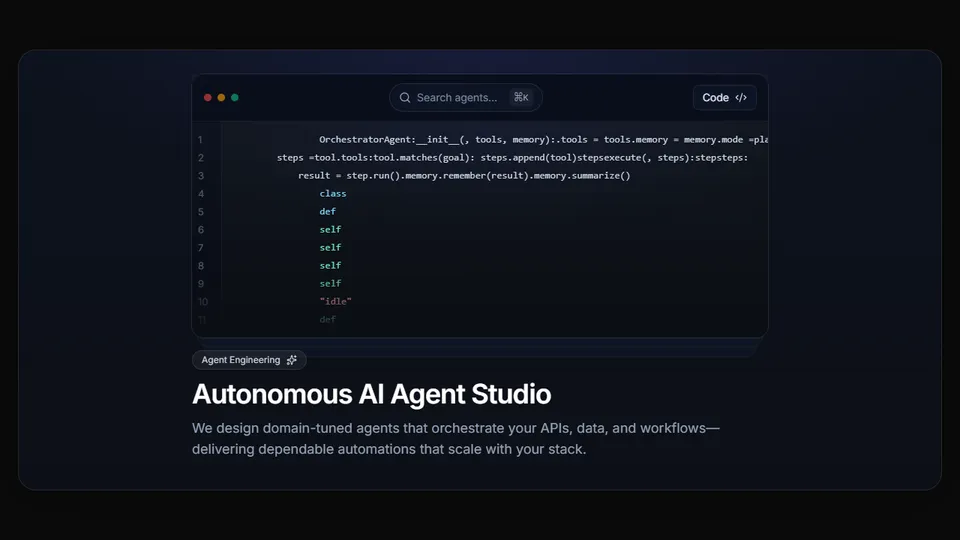 Search agents...
⌘K
Code </>
1 OrchestratorAgent:__init__(, tools, memory):.tools = tools.memory = memory.mode =pla
2 steps =tool.tools:tool.matches(goal): steps.append(tool)stepsexecute(, steps):stepsteps:
3 result = step.run().memory.remember(result).memory.summarize()
4 class
5 def
6 self
7 self
8 self
9 self
10 "idle"
11 def
Agent Engineering
Autonomous AI Agent Studio
We design domain-tuned agents that orchestrate your APIs, data, and workflows—
delivering dependable automations that scale with your stack.